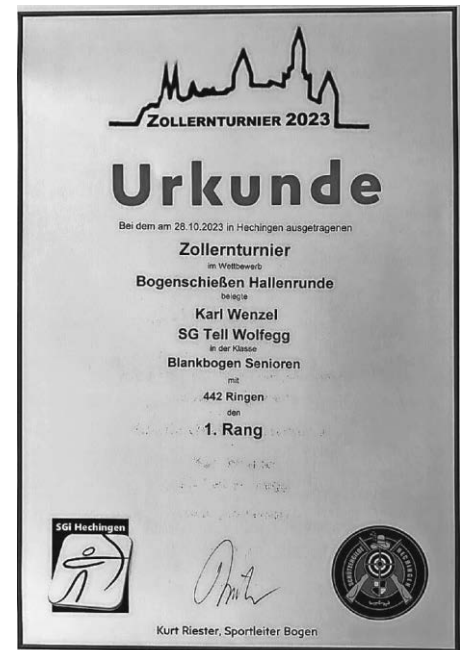 ZOLLERNTURNIER 2023
Urkunde
Bei dem am 28.10.2023 in Hechingen ausgetragenen
Zollernturnier
im Wettbewerb
Bogenschießen Hallenrunde
belegte
Karl Wenzel
SG Tell Wolfegg
in der Klasse
Blankbogen Senioren
mit
442 Ringen
den
1. Rang
SGi Hechingen
Kurt Riester, Sportleiter Bogen